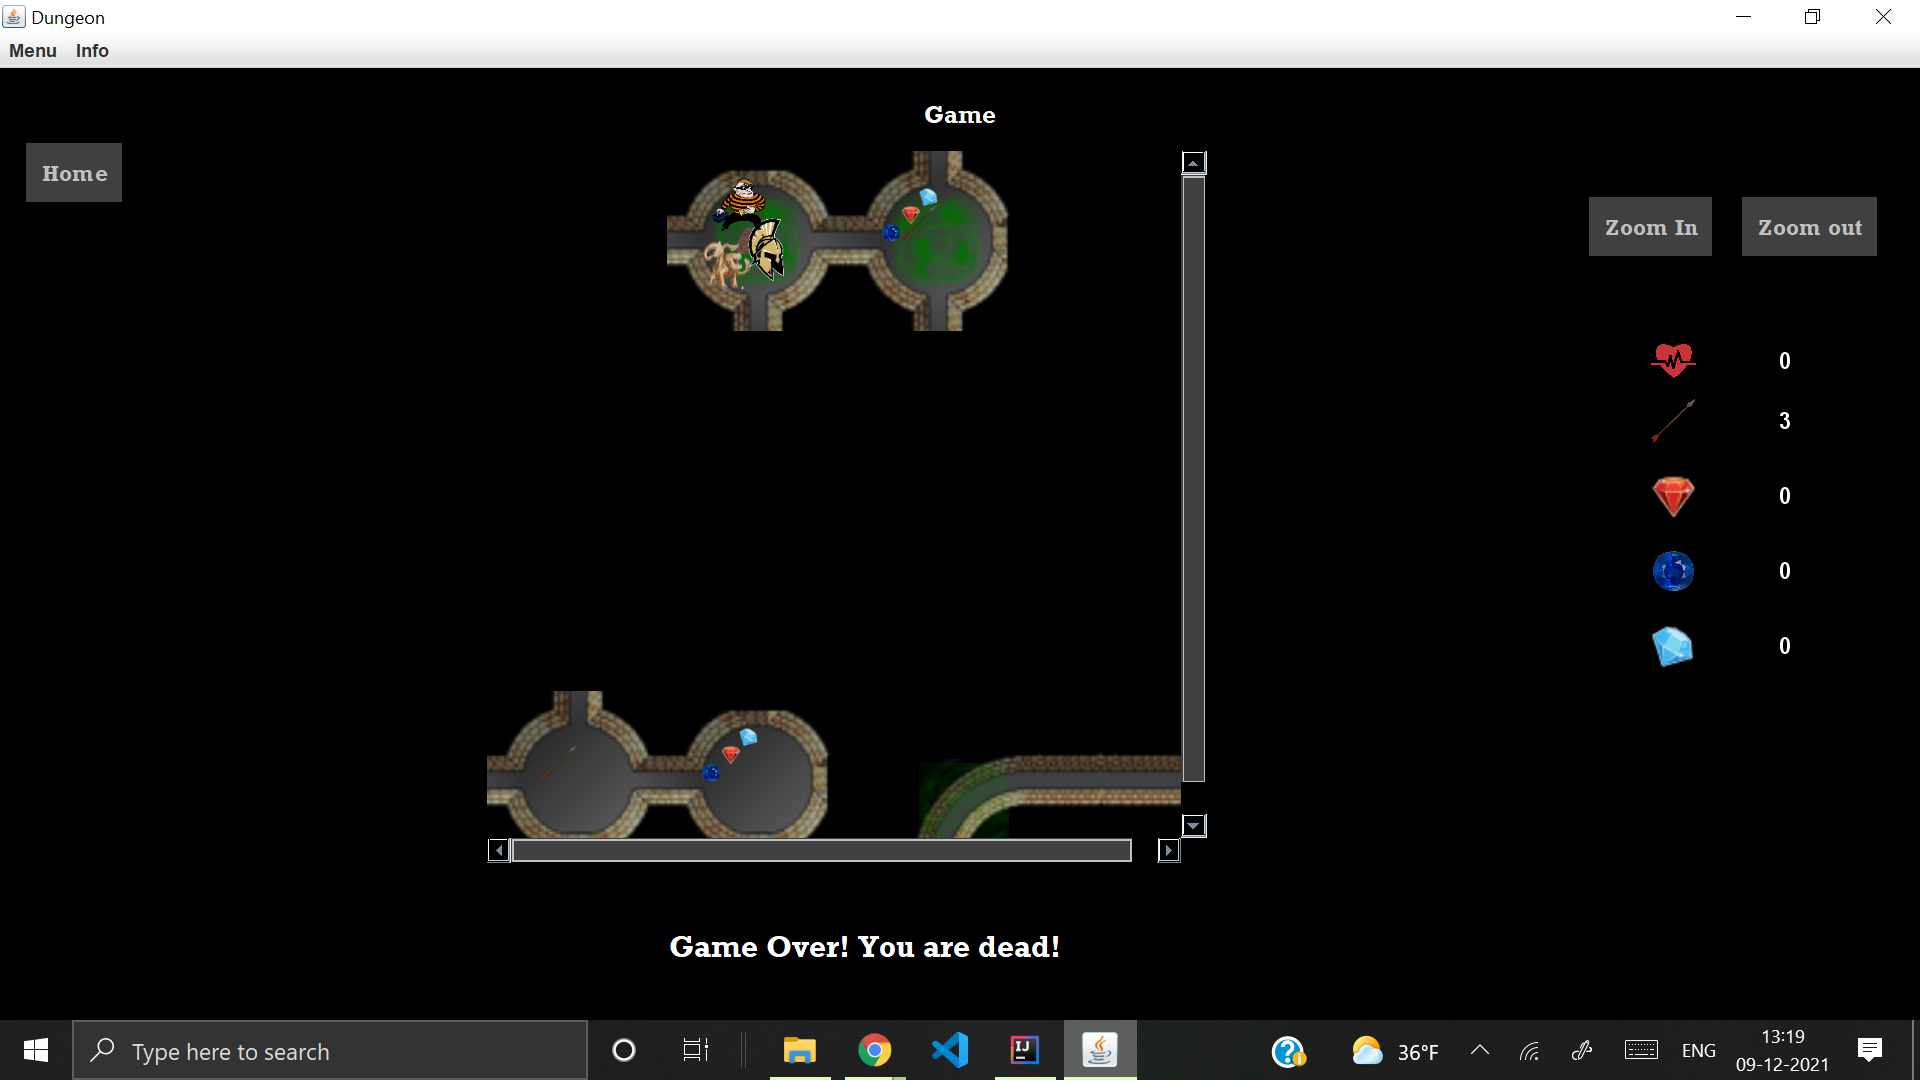 Dungeon
Menu Info
Game
Home
Zoom In Zoom out
0
3
0
0
0
Game Over! You are dead!
Type here to search
IJ
36°F
ENG
13:19
09-12-2021